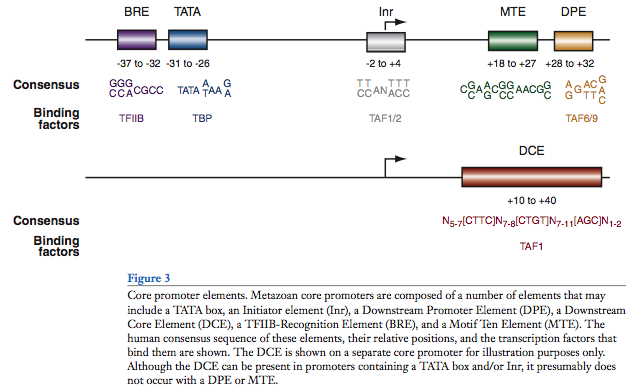 BRE TATA Inr MTE DPE
-37 to -32 -31 to -26 -2 to +4 +18 to +27 +28 to +32
GGG A G TT TTT G
Consensus CCACGCC TATATAAA CCANACC CGAACGGAACGG AGACGA
CC A A C G C C GTTC
Binding factors TFIIB TBP TAF1/2 TAF6/9
DCE
+10 to +40
Consensus N5-7[CTTC]N7-8[CTGT]N7-11[AGC]N1-2
Binding factors TAF1
Figure 3
Core promoter elements. Metazoan core promoters are composed of a number of elements that may
include a TATA box, an Initiator element (Inr), a Downstream Promoter Element (DPE), a Downstream
Core Element (DCE), a TFIIB-Recognition Element (BRE), and a Motif Ten Element (MTE). The
human consensus sequence of these elements, their relative positions, and the transcription factors that
bind them are shown. The DCE is shown on a separate core promoter for illustration purposes only.
Although the DCE can be present in promoters containing a TATA box and/or Inr, it presumably does
not occur with a DPE or MTE.